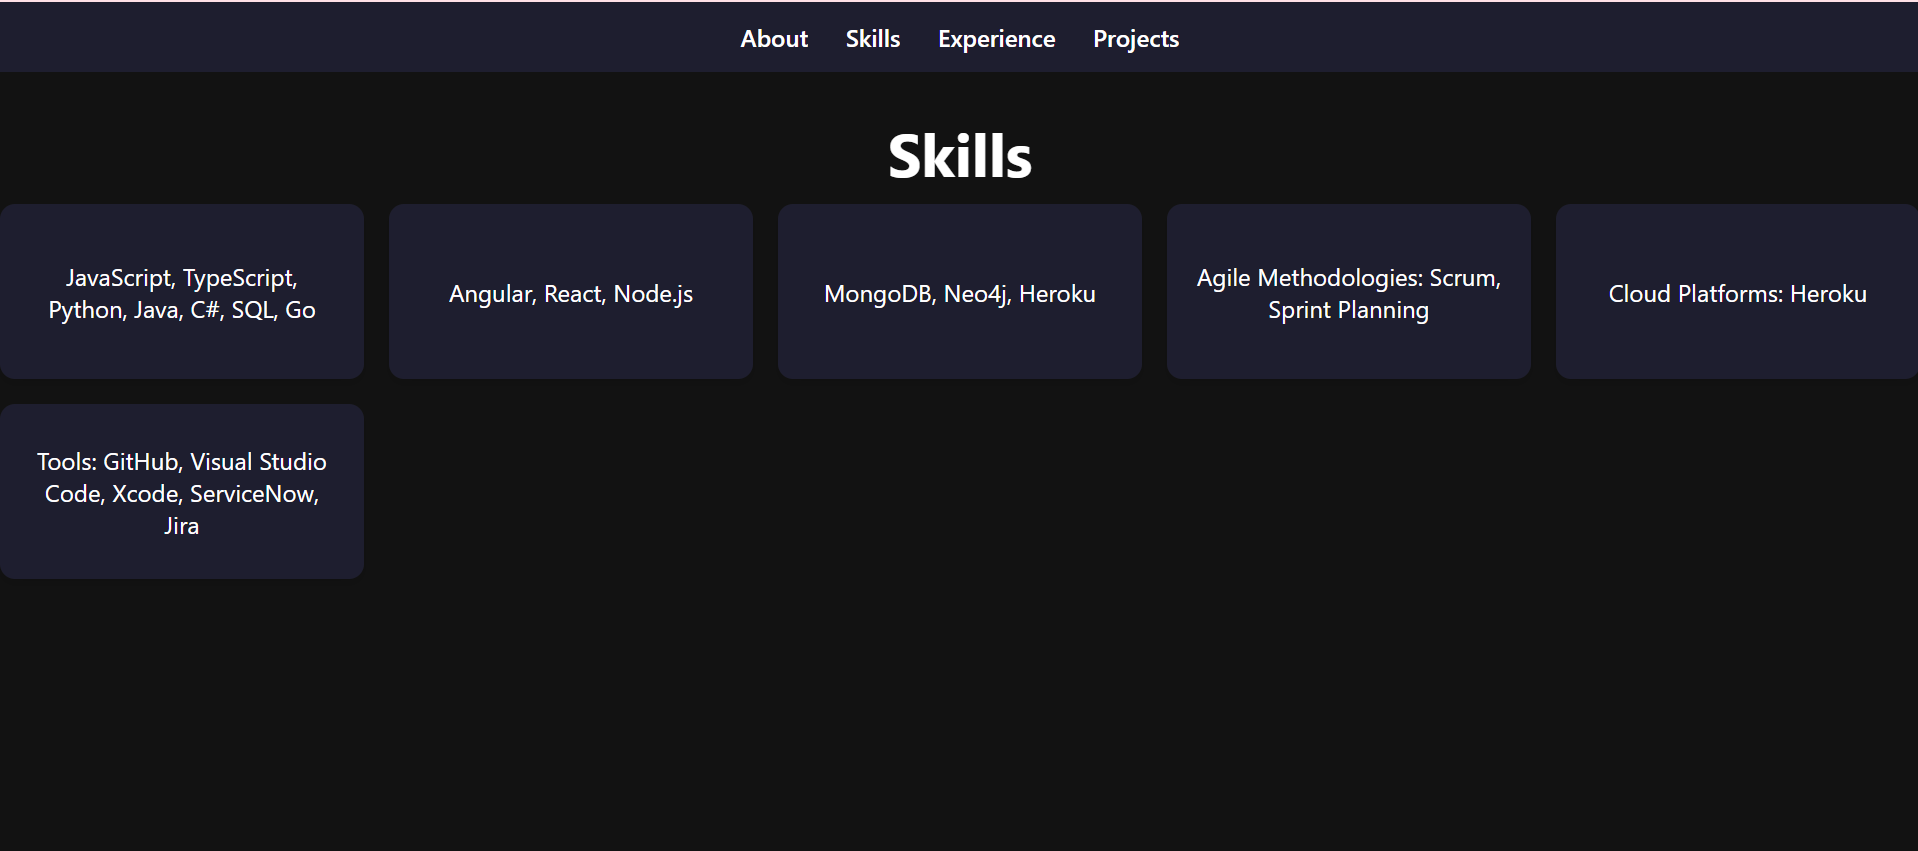 About Skills Experience Projects
Skills
JavaScript, TypeScript,
Python, Java, C#, SQL, Go
Angular, React, Node.js
MongoDB, Neo4j, Heroku
Agile Methodologies: Scrum,
Sprint Planning
Cloud Platforms: Heroku
Tools: GitHub, Visual Studio
Code, Xcode, ServiceNow,
Jira